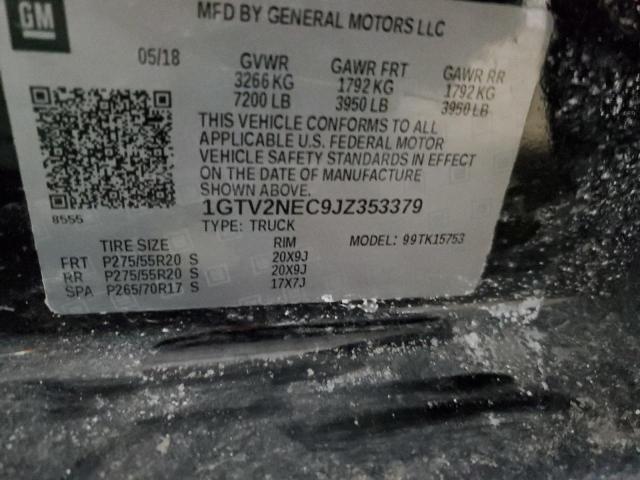 GM
MFD BY GENERAL MOTORS LLC
05/18 GVWR GAWR FRT GAWR RR
3266 KG 1792 KG 1792 KG
7200 LB 3950 LB 3950 LB
THIS VEHICLE CONFORMS TO ALL
APPLICABLE U.S. FEDERAL MOTOR
VEHICLE SAFETY STANDARDS IN EFFECT
ON THE DATE OF MANUFACTURE
SHOWN ABOVE.
8555
1GTV2NEC9JZ353379
TYPE: TRUCK
TIRE SIZE RIM MODEL: 99TK15753
FRT P275/55R20 S 20X9J
RR P275/55R20 S 20X9J
SPA P265/70R17 S 17X7J